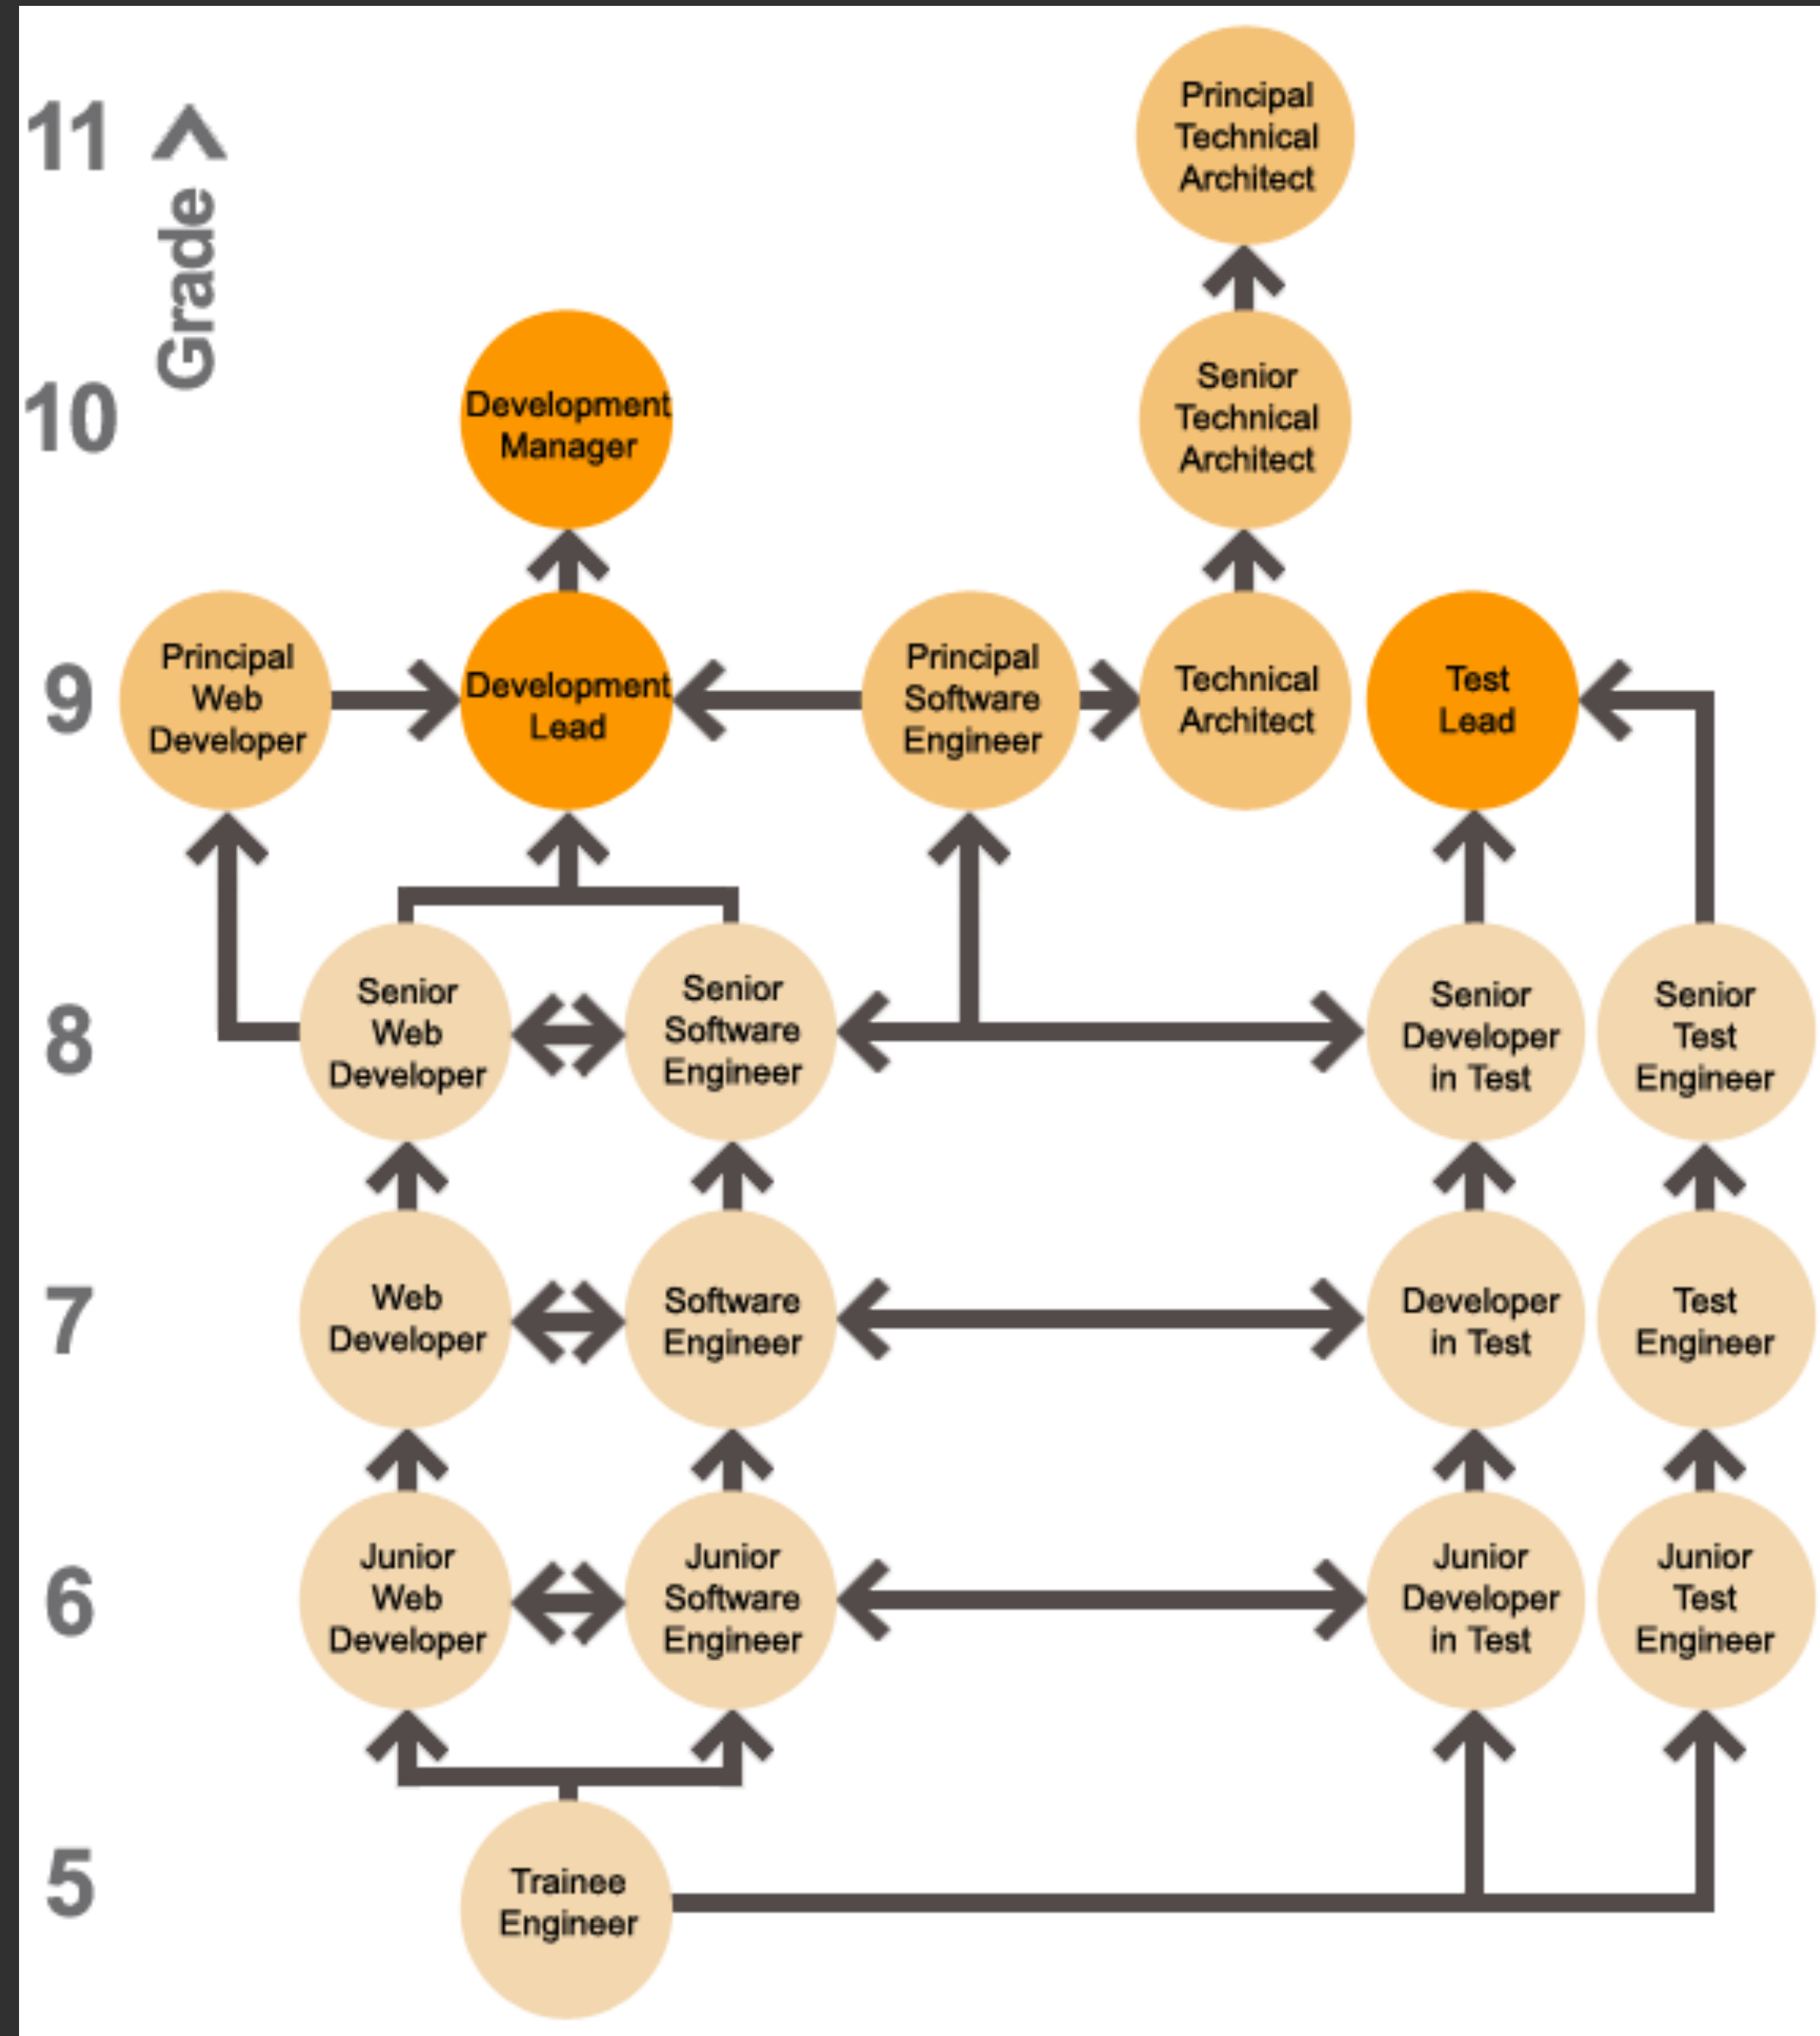 11
Grade
Principal
Technical
Architect
10
Development
Manager
Senior
Technical
Architect
9
Principal
Web
Developer
Development
Lead
Principal
Software
Engineer
Technical
Architect
Test
Lead
8
Senior
Web
Developer
Senior
Software
Engineer
Senior
Developer
in Test
Senior
Test
Engineer
7
Web
Developer
Software
Engineer
Developer
in Test
Test
Engineer
6
Junior
Web
Developer
Junior
Software
Engineer
Junior
Developer
in Test
Junior
Test
Engineer
5
Trainee
Engineer